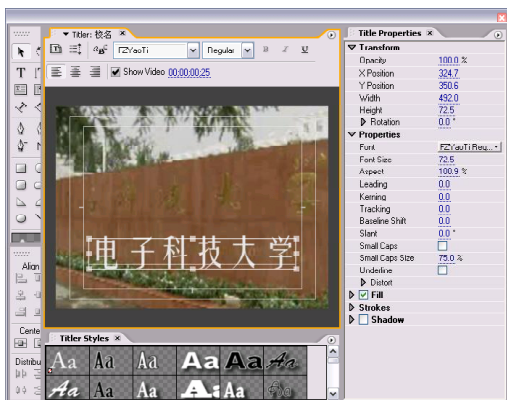 Titler: 校名 ×
FZYaoTi
Regular
B I U
Show Video 00;00;00;25
T
Align
Center
Distribu
电子科技大学
Titler Styles ×
Aa Aa Aa Aa Aa Aa
Aa Aa Aa Aa Aa
Title Properties ×
Transform
Opacity 100.0 %
X Position 324.7
Y Position 350.6
Width 492.0
Height 72.5
Rotation 0.0 °
Properties
Font FZYaoTi Reg...
Font Size 72.5
Aspect 100.9 %
Leading 0.0
Kerning 0.0
Tracking 0.0
Baseline Shift 0.0
Slant 0.0 °
Small Caps
Small Caps Size 75.0 %
Underline
Distort
Fill
Strokes
Shadow